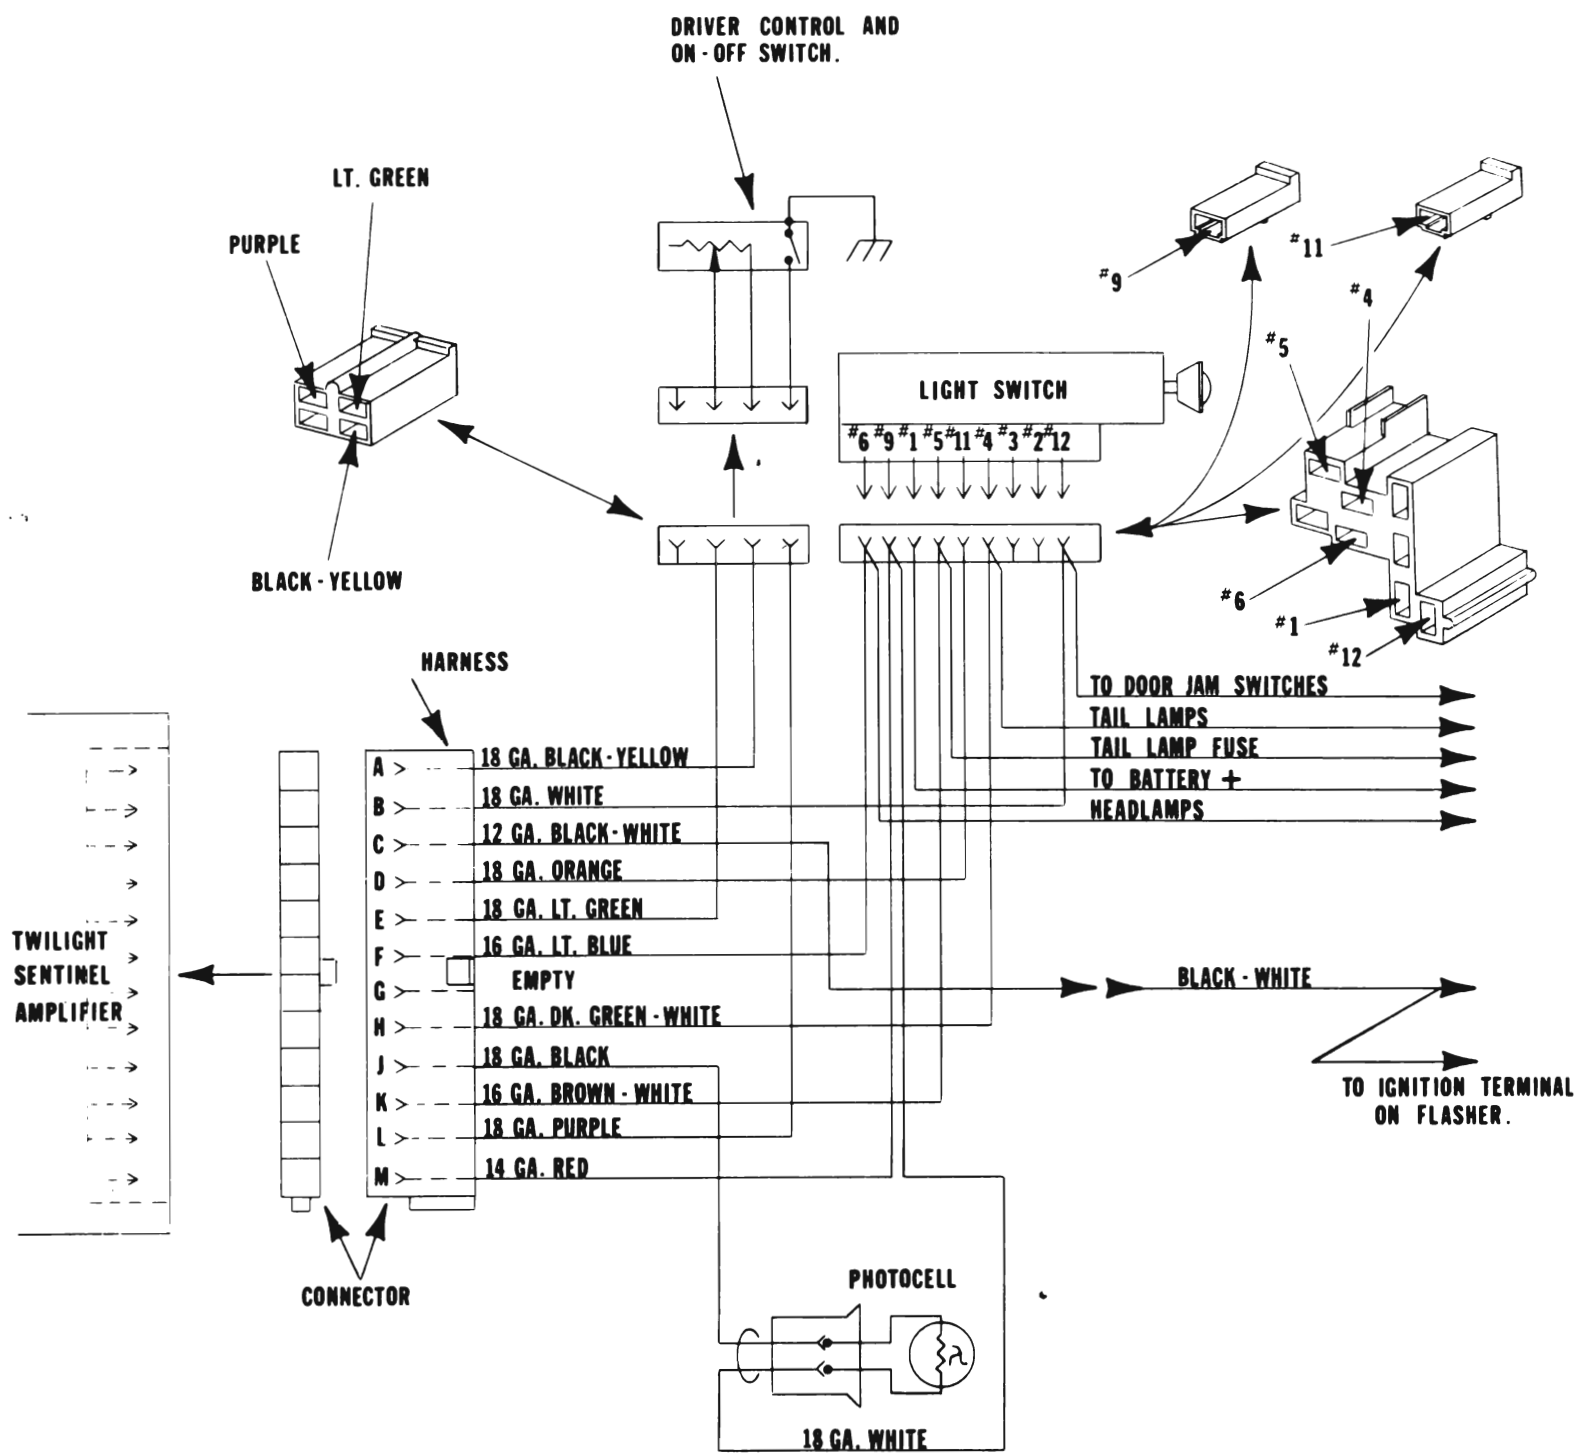 DRIVER CONTROL AND
ON-OFF SWITCH.
LT. GREEN
PURPLE
BLACK-YELLOW
#9
#11
#4
#5
LIGHT SWITCH
#6 #9 #1 #5 #11 #4 #3 #2 #12
#6
#1
#12
HARNESS
TO DOOR JAM SWITCHES
TAIL LAMPS
TAIL LAMP FUSE
TO BATTERY +
HEADLAMPS
A 18 GA. BLACK-YELLOW
B 18 GA. WHITE
C 12 GA. BLACK-WHITE
D 18 GA. ORANGE
E 18 GA. LT. GREEN
F 16 GA. LT. BLUE
G EMPTY
H 18 GA. DK. GREEN-WHITE
J 18 GA. BLACK
K 16 GA. BROWN-WHITE
L 18 GA. PURPLE
M 14 GA. RED
TWILIGHT
SENTINEL
AMPLIFIER
BLACK-WHITE
TO IGNITION TERMINAL
ON FLASHER.
CONNECTOR
PHOTOCELL
λ
18 GA. WHITE